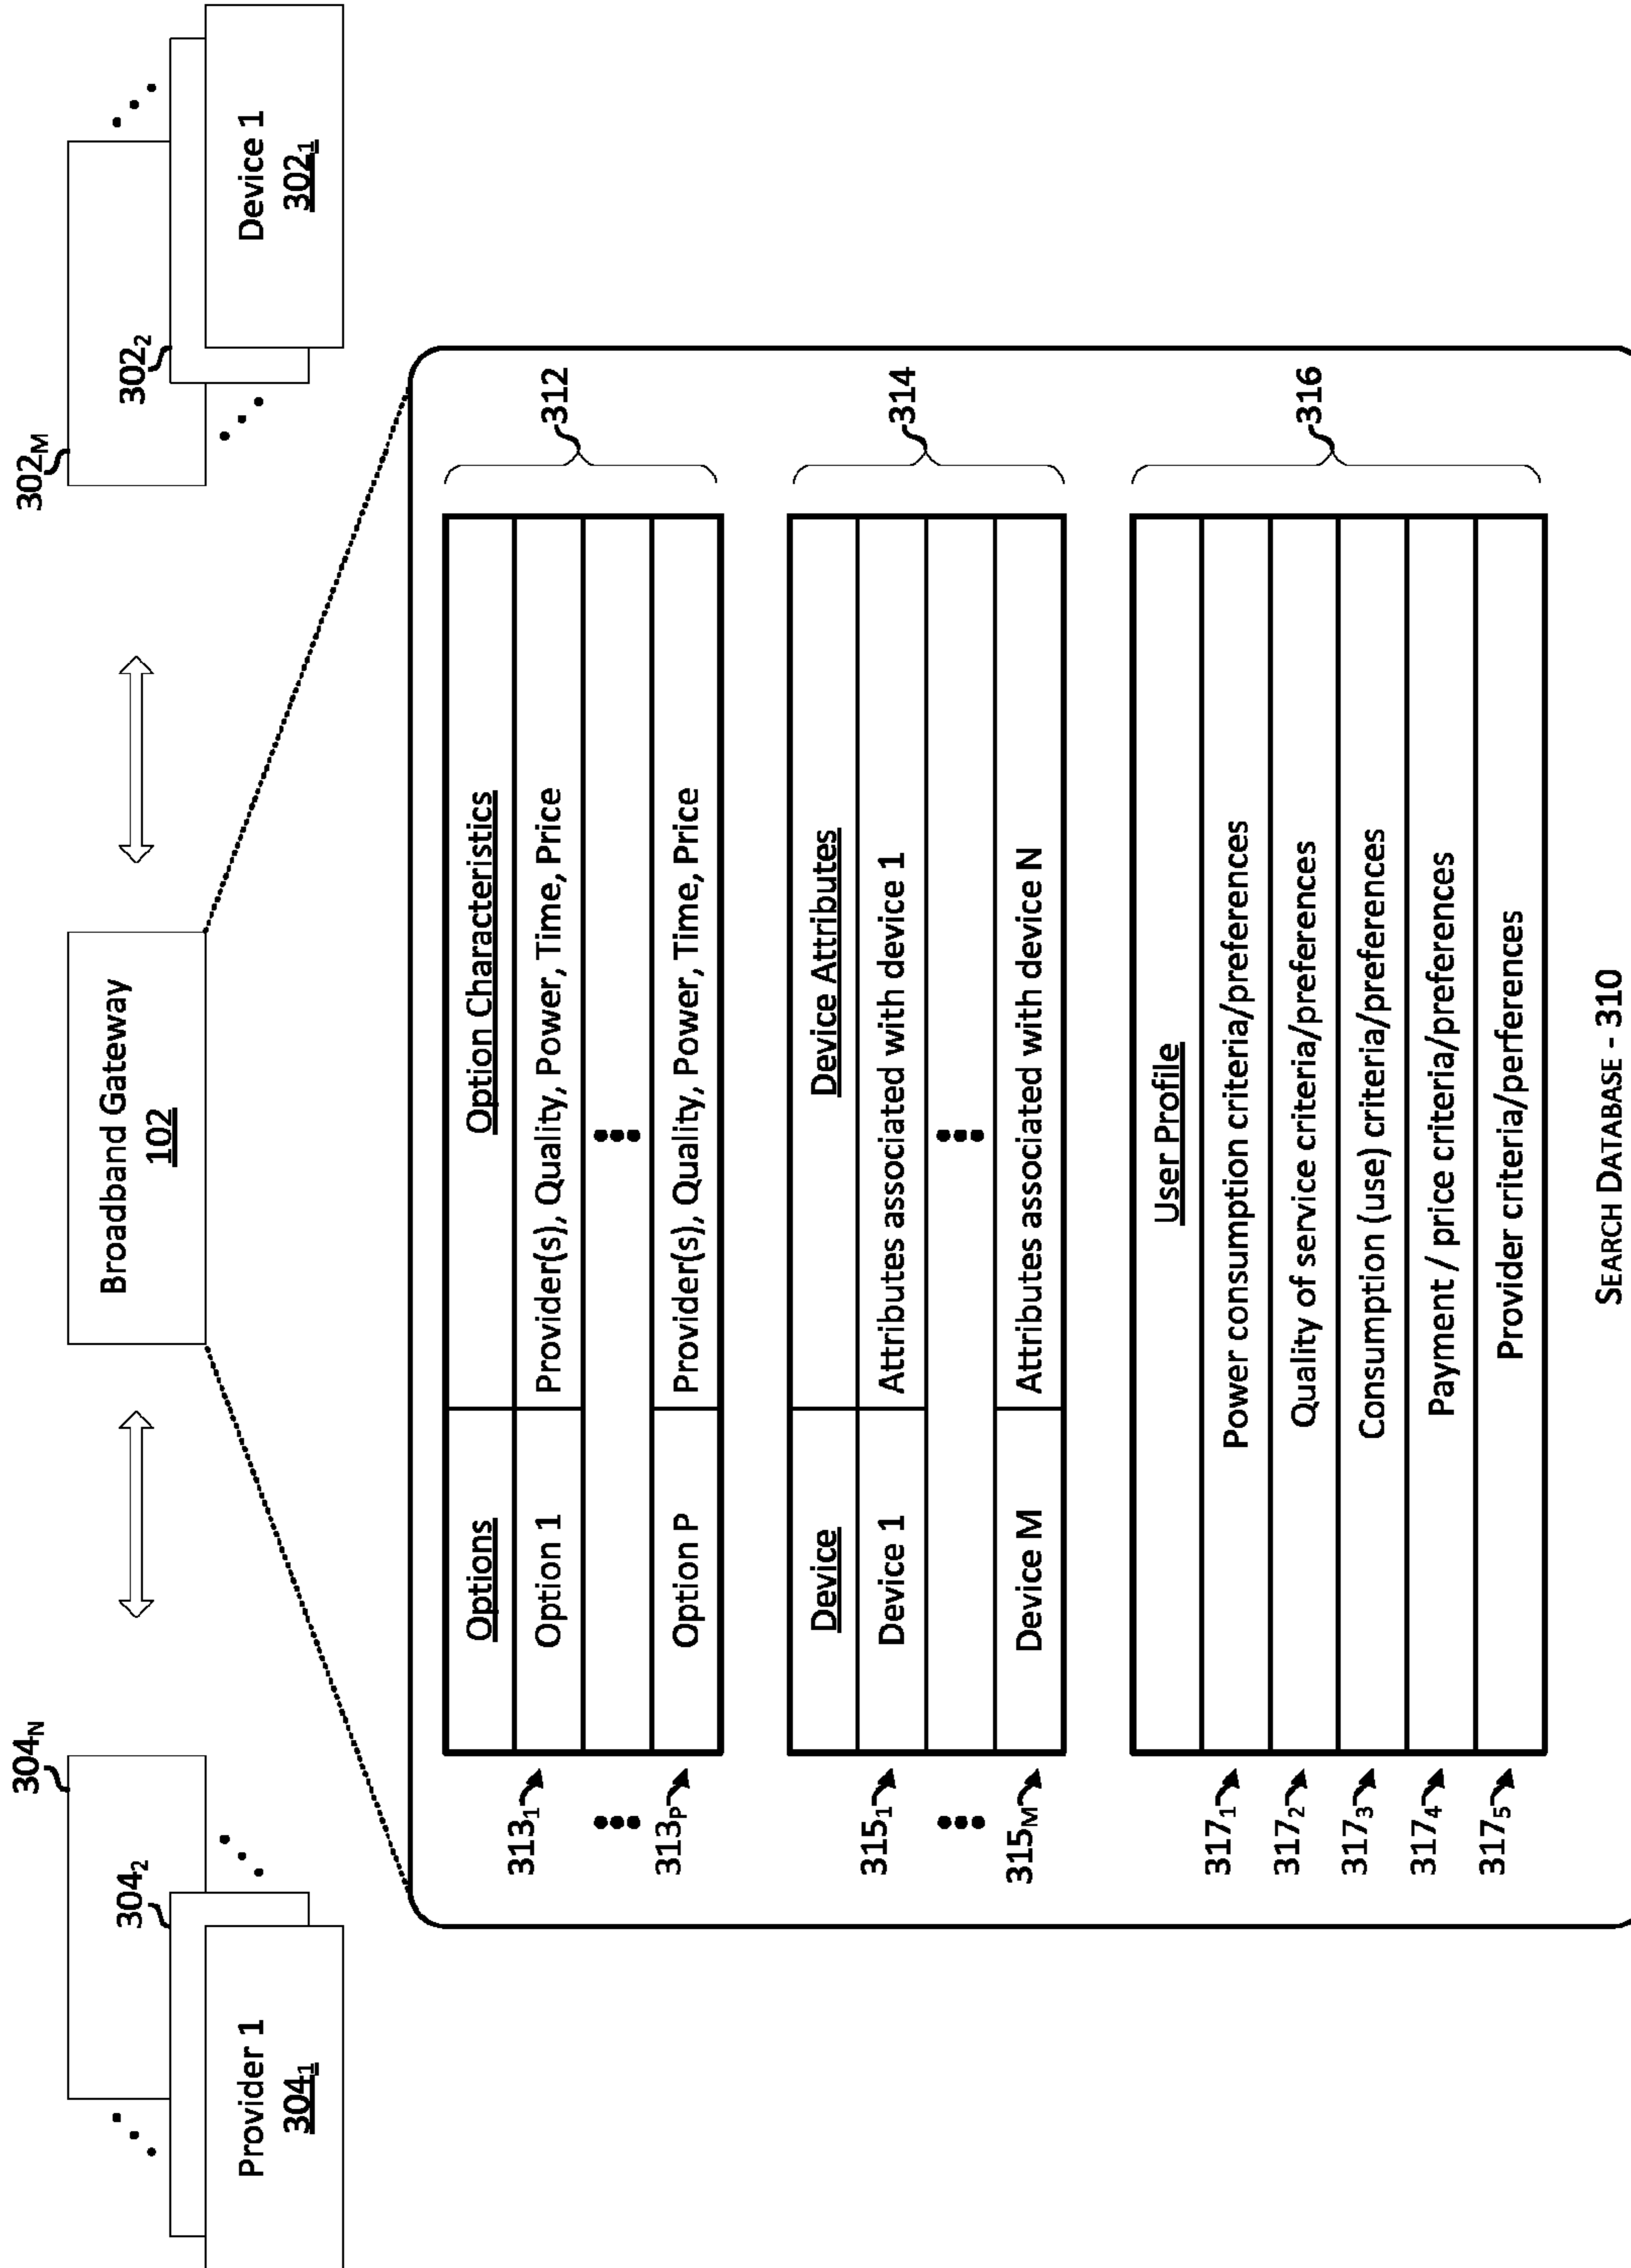 304N
302M
Broadband Gateway
102
304₂
302₂
Provider 1
304₁
Device 1
302₁
Options Option Characteristics
313₁ Option 1 Provider(s), Quality, Power, Time, Price
312
313P Option P Provider(s), Quality, Power, Time, Price
Device Device Attributes
315₁ Device 1 Attributes associated with device 1
314
315M Device M Attributes associated with device N
User Profile
317₁ Power consumption criteria/preferences
317₂ Quality of service criteria/preferences
316
317₃ Consumption (use) criteria/preferences
317₄ Payment / price criteria/preferences
317₅ Provider criteria/perferences
SEARCH DATABASE - 310